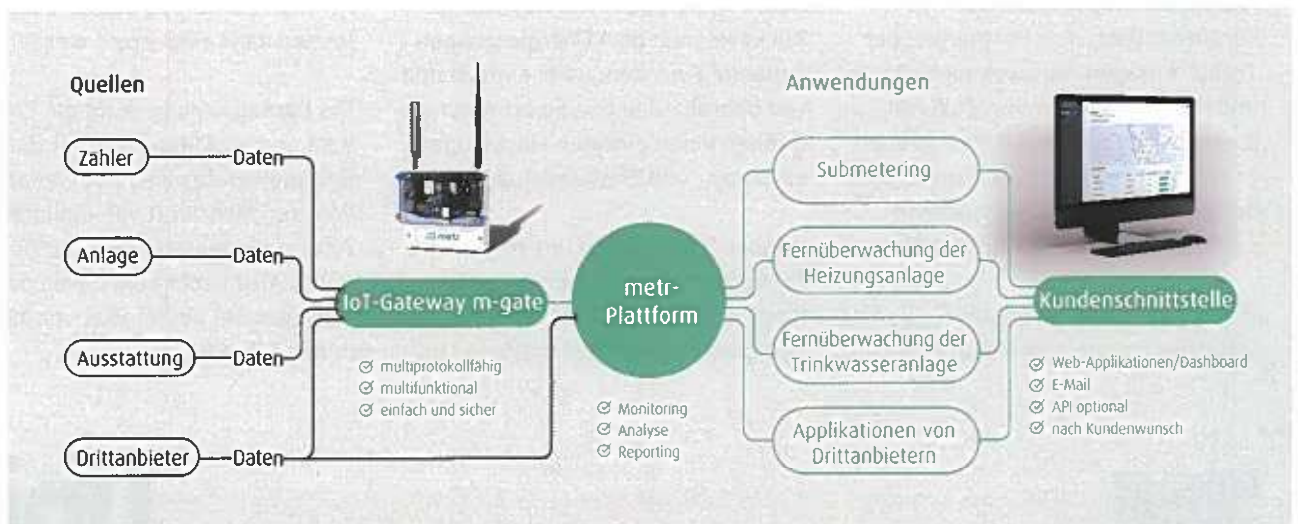 Quellen
Anwendungen
Zähler
Daten
Anlage
Daten
Ausstattung
Daten
Drittanbieter
Daten
metr
IoT-Gateway m-gate
multiprotokollfähig
multifunktional
einfach und sicher
metr-
Plattform
Monitoring
Analyse
Reporting
Submetering
Fernüberwachung der
Heizungsanlage
Fernüberwachung der
Trinkwasseranlage
Applikationen von
Drittanbietern
Kundenschnittstelle
Web-Applikationen/Dashboard
E-Mail
API optional
nach Kundenwunsch